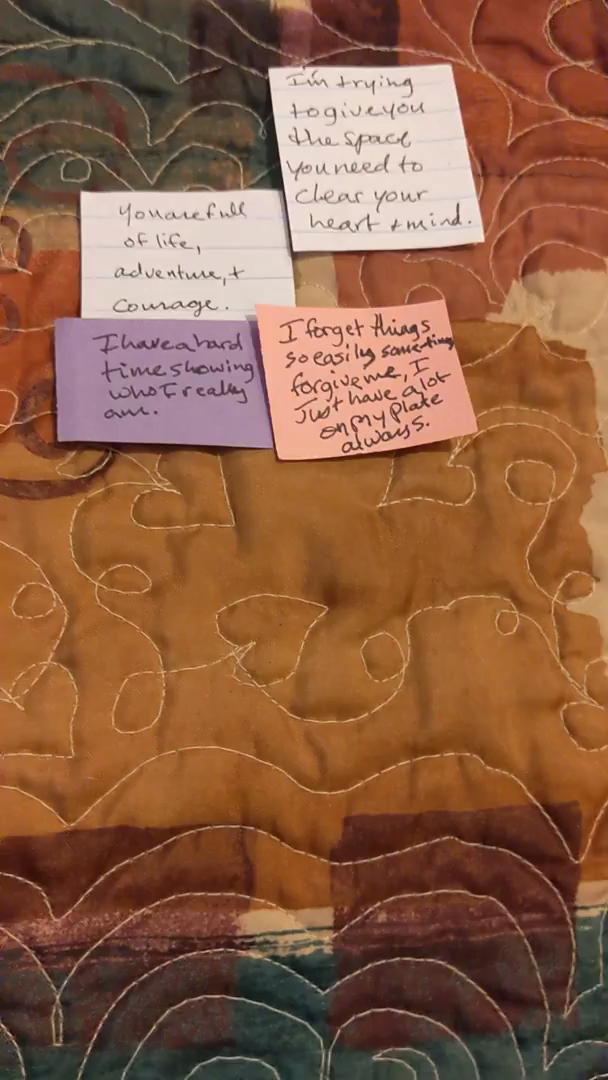 I'm trying
to give you
the space
you need to
clear your
heart + mind.
You are full
of life,
adventure, +
courage.
I have a hard
time showing
who I really
am.
I forget things
so easily sometimes
forgive me, I
Just have a lot
on my plate
always.